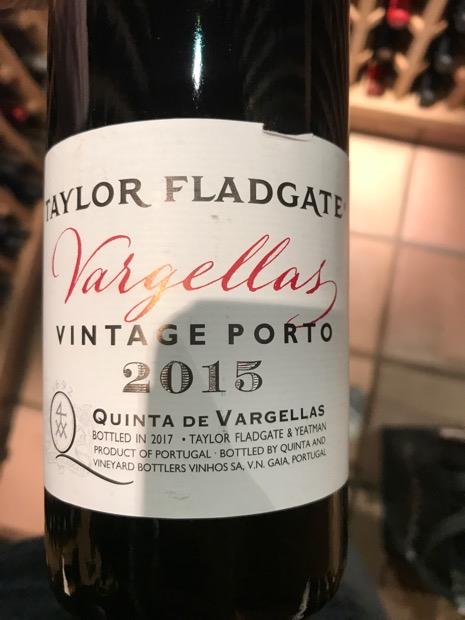 TAYLOR FLADGATE
Vargellas
VINTAGE PORTO
2015
QUINTA DE VARGELLAS
BOTTLED IN 2017 • TAYLOR FLADGATE & YEATMAN
PRODUCT OF PORTUGAL · BOTTLED BY QUINTA AND
VINEYARD BOTTLERS VINHOS SA, V.N. GAIA, PORTUGAL